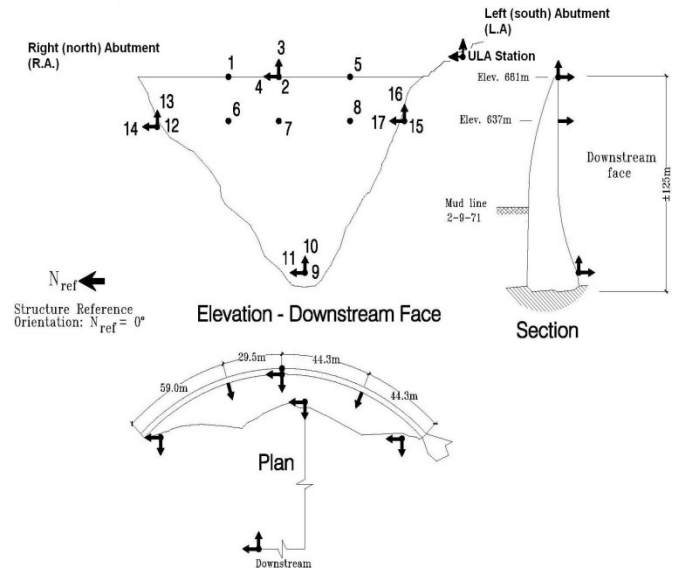 Left (south) Abutment
(L.A)
Right (north) Abutment
(R.A.)
ULA Station
3
1
5
4
2
Elev. 661m
16
13
6
8
14
12
7
17
15
Elev. 637m
Downstream
face
±125m
Mud line
2-9-71
10
11
9
N ref
Structure Reference
Orientation: N ref = 0°
Elevation - Downstream Face
Section
59.0m
29.5m
44.3m
44.3m
Plan
Downstream